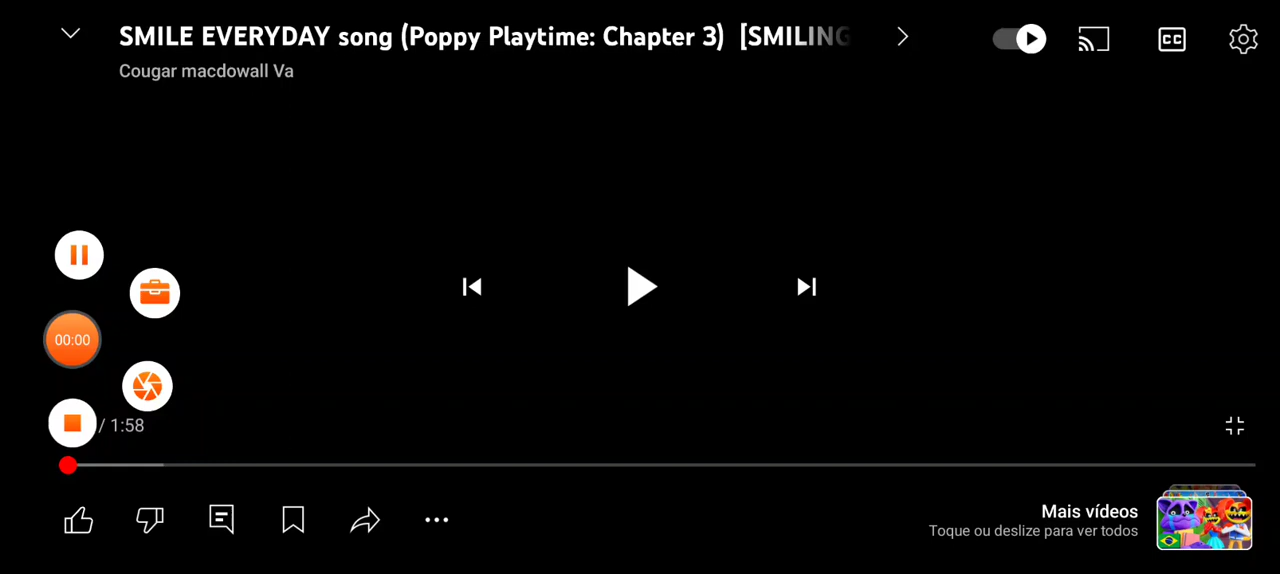 SMILE EVERYDAY song (Poppy Playtime: Chapter 3) [SMILING
Cougar macdowall Va
CC
00:00
/ 1:58
Mais vídeos
Toque ou deslize para ver todos